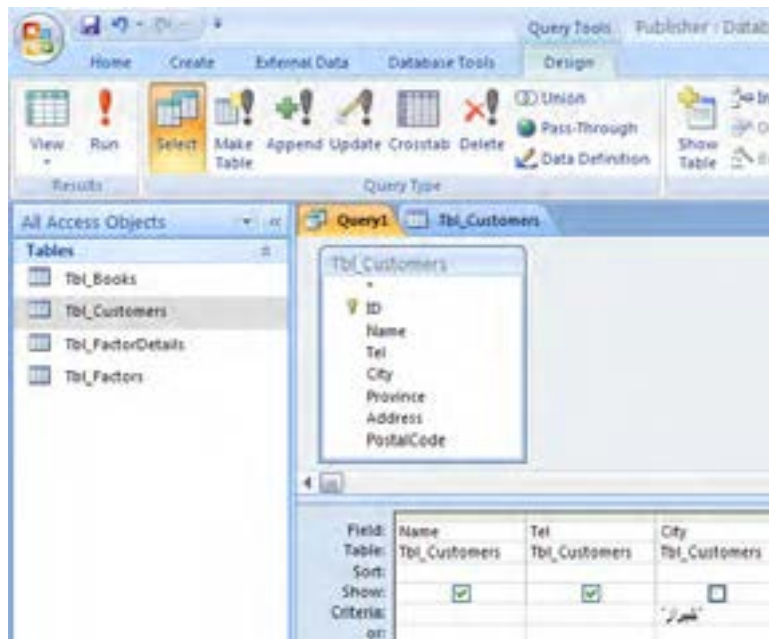 Query Tools Publisher : Datab
Home Create External Data Database Tools Design
View Run Select Make Table Append Update Crosstab Delete
Union
Pass-Through
Data Definition
Show Table
Results Query Type
All Access Objects
Query1 Tbl_Customers
Tables
Tbl_Books
Tbl_Customers
Tbl_FactorDetails
Tbl_Factors
Tbl_Customers
*
ID
Name
Tel
City
Province
Address
PostalCode
Field: Name Tel City
Table: Tbl_Customers Tbl_Customers Tbl_Customers
Sort:
Show:
Criteria: "شیراز"
or: